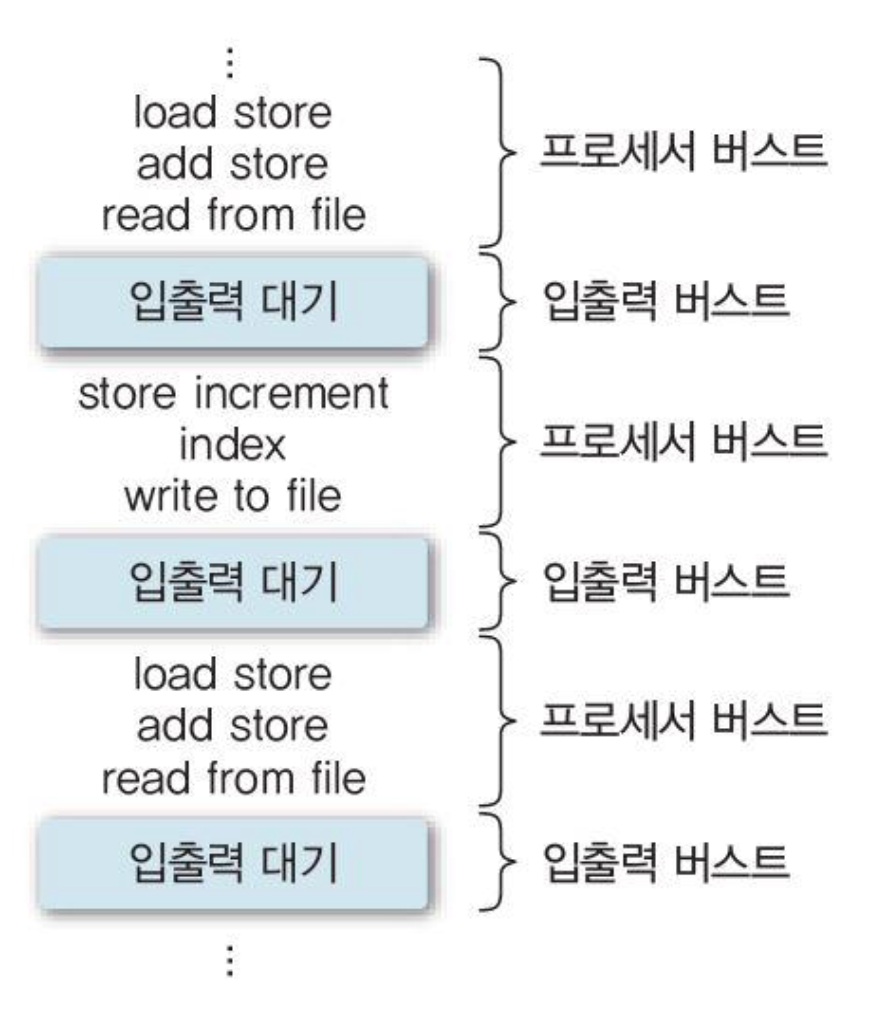 ⋮
load store
add store
read from file
프로세서 버스트
입출력 대기
입출력 버스트
store increment
index
write to file
프로세서 버스트
입출력 대기
입출력 버스트
load store
add store
read from file
프로세서 버스트
입출력 대기
입출력 버스트
⋮